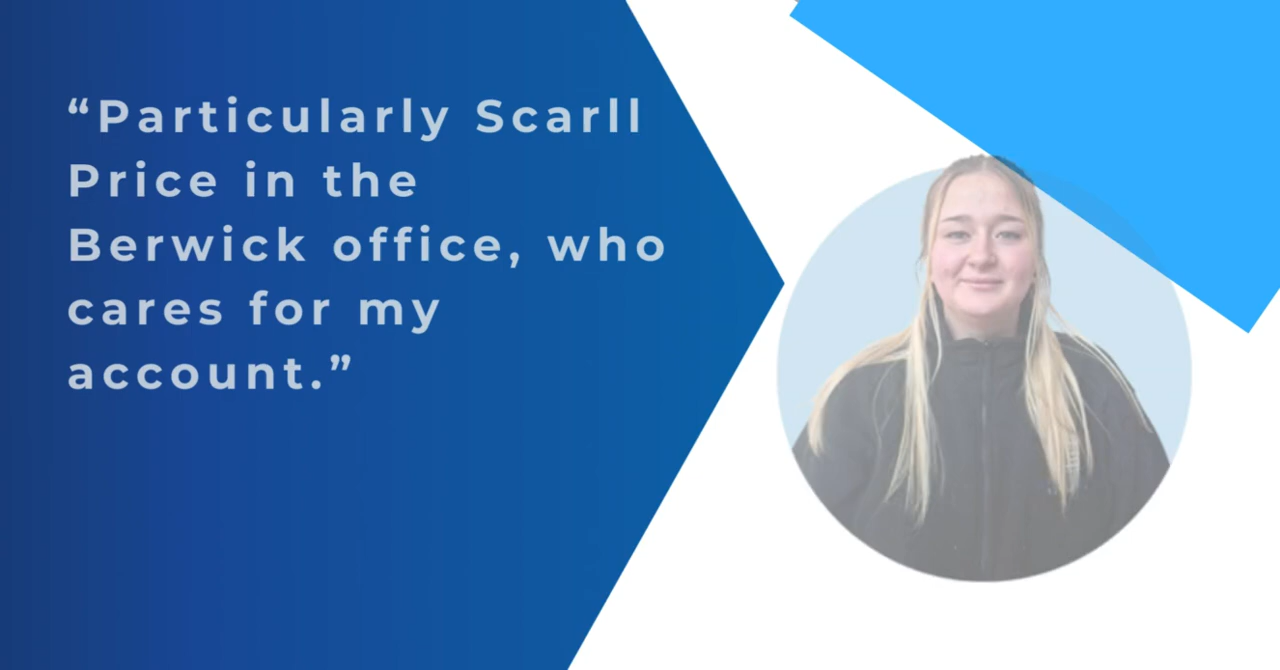 “Particularly Scarll
Price in the
Berwick office, who
cares for my
account.”